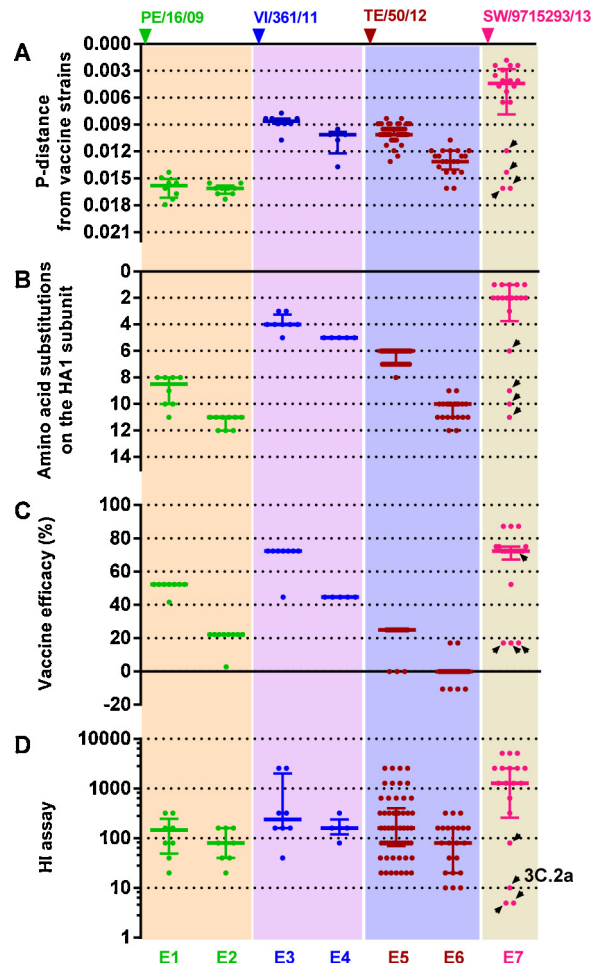 PE/16/09 VI/361/11 TE/50/12 SW/9715293/13
A
P-distance
from vaccine strains
0.000
0.003
0.006
0.009
0.012
0.015
0.018
0.021
B
Amino acid substitutions
on the HA1 subunit
0
2
4
6
8
10
12
14
C
Vaccine efficacy (%)
100
80
60
40
20
0
-20
D
HI assay
10000
1000
100
10
1
3C.2a
E1 E2 E3 E4 E5 E6 E7